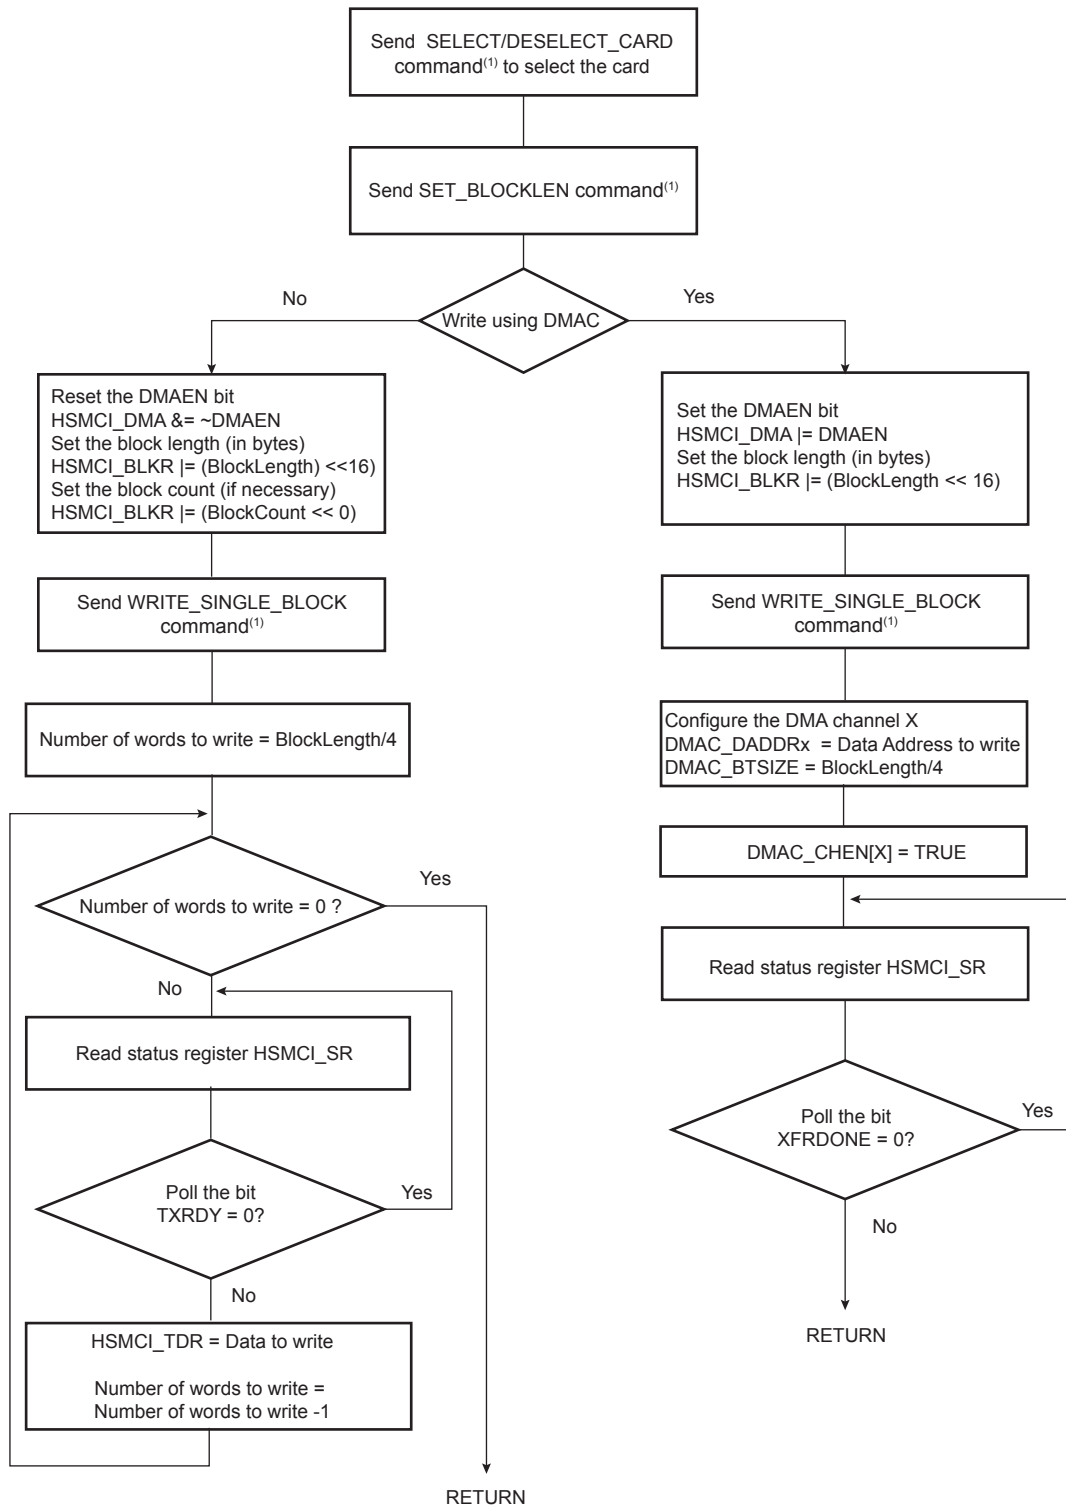 Send  SELECT/DESELECT_CARD
command(1) to select the card
Send SET_BLOCKLEN command(1)
No
Yes
Write using DMAC
Reset the DMAEN bit
HSMCI_DMA &= ~DMAEN
Set the block length (in bytes)
HSMCI_BLKR |= (BlockLength) <<16)
Set the block count (if necessary)
HSMCI_BLKR |= (BlockCount << 0)
Send WRITE_SINGLE_BLOCK
command(1)
Number of words to write = BlockLength/4
Number of words to write = 0 ?
Yes
No
Read status register HSMCI_SR
Poll the bit
TXRDY = 0?
Yes
No
HSMCI_TDR = Data to write
Number of words to write =
Number of words to write -1
RETURN
Set the DMAEN bit
HSMCI_DMA |= DMAEN
Set the block length (in bytes)
HSMCI_BLKR |= (BlockLength << 16)
Send WRITE_SINGLE_BLOCK
command(1)
Configure the DMA channel X
DMAC_DADDRx  = Data Address to write
DMAC_BTSIZE = BlockLength/4
DMAC_CHEN[X] = TRUE
Read status register HSMCI_SR
Poll the bit
XFRDONE = 0?
Yes
No
RETURN